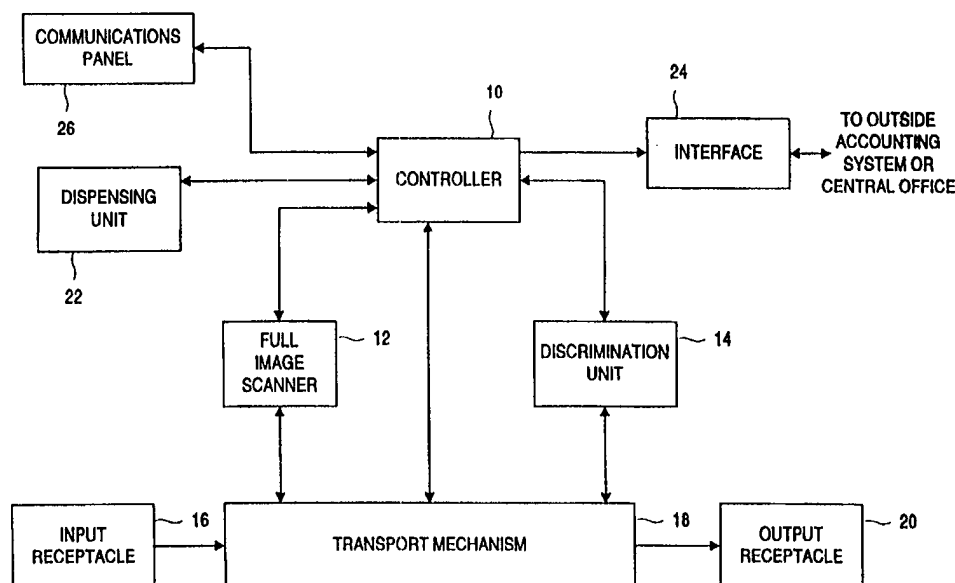 COMMUNICATIONS
PANEL
26
10
24
CONTROLLER
INTERFACE
TO OUTSIDE
ACCOUNTING
SYSTEM OR
CENTRAL OFFICE
DISPENSING
UNIT
22
FULL
IMAGE
SCANNER
12
DISCRIMINATION
UNIT
14
INPUT
RECEPTACLE
16
TRANSPORT MECHANISM
18
OUTPUT
RECEPTACLE
20